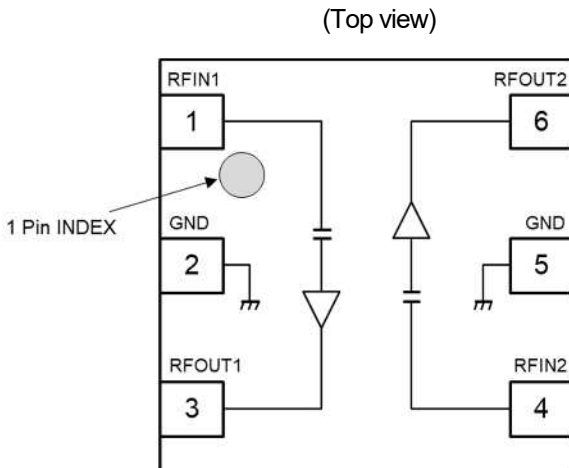 (Top view)
RFIN1
RFOUT2
1
6
1 Pin INDEX
GND
GND
2
5
RFOUT1
RFIN2
3
4